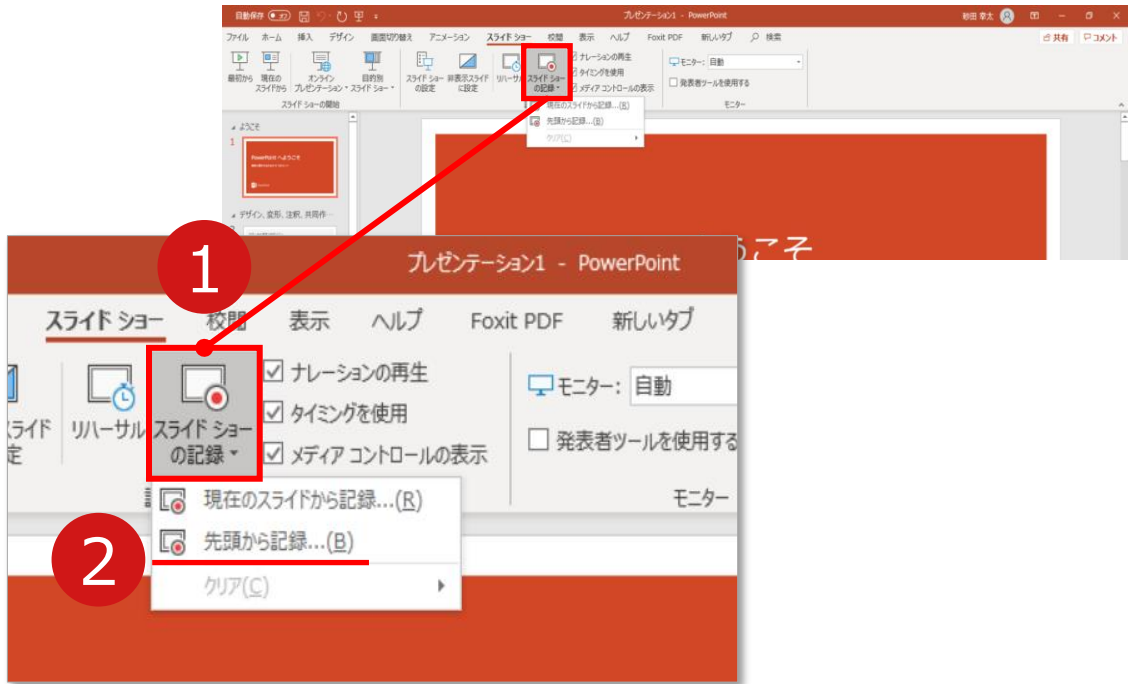 自動保存 オフ プレゼンテーション1 - PowerPoint 砂田 幸太
ファイル ホーム 挿入 デザイン 画面切り替え アニメーション スライド ショー 校閲 表示 ヘルプ Foxit PDF 新しいタブ 検索 共有 コメント
最初から
現在の
スライドから
オンライン
プレゼンテーション
目的別
スライド ショー
スライド ショー
の設定
非表示スライド
に設定
リハーサル
スライド ショー
の記録
ナレーションの再生
タイミングを使用
メディア コントロールの表示
モニター: 自動
発表者ツールを使用する
スライド ショーの開始
モニター
現在のスライドから記録...(R)
先頭から記録...(B)
クリア(C)
ようこそ
1
PowerPoint へようこそ
デザイン、変形、注釈、共同作…
うこそ
1
プレゼンテーション1 - PowerPoint
スライド ショー 校閲 表示 ヘルプ Foxit PDF 新しいタブ
スライド
定
リハーサル
スライド ショー
の記録
ナレーションの再生
タイミングを使用
メディア コントロールの表示
モニター: 自動
発表者ツールを使用する
モニター
現在のスライドから記録...(R)
2
先頭から記録...(B)
クリア(C)